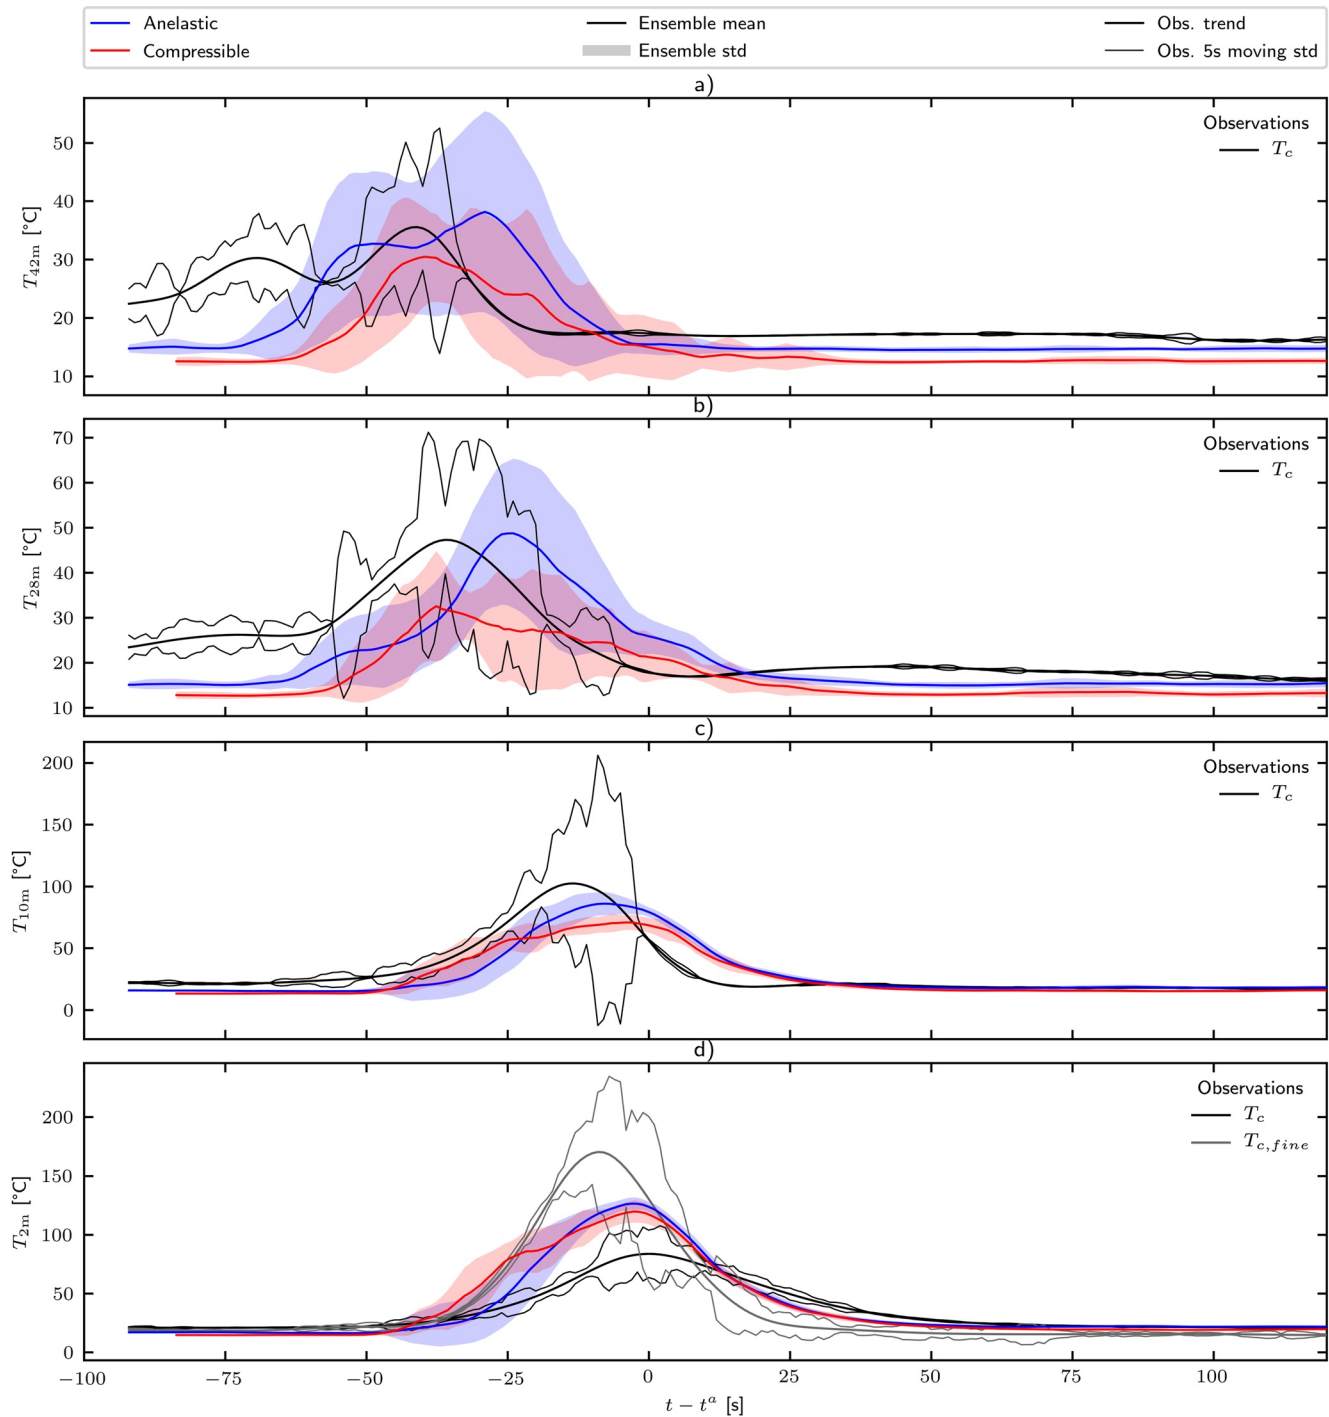 Anelastic Ensemble mean Obs. trend
Compressible Ensemble std Obs. 5s moving std
a)
Observations
T_c
50
40
30
20
10
T_42m [°C]
b)
Observations
T_c
70
60
50
40
30
20
10
T_28m [°C]
c)
Observations
T_c
200
150
100
50
0
T_10m [°C]
d)
Observations
T_c
T_c,fine
200
150
100
50
0
T_2m [°C]
−100 −75 −50 −25 0 25 50 75 100
t − t^a [s]